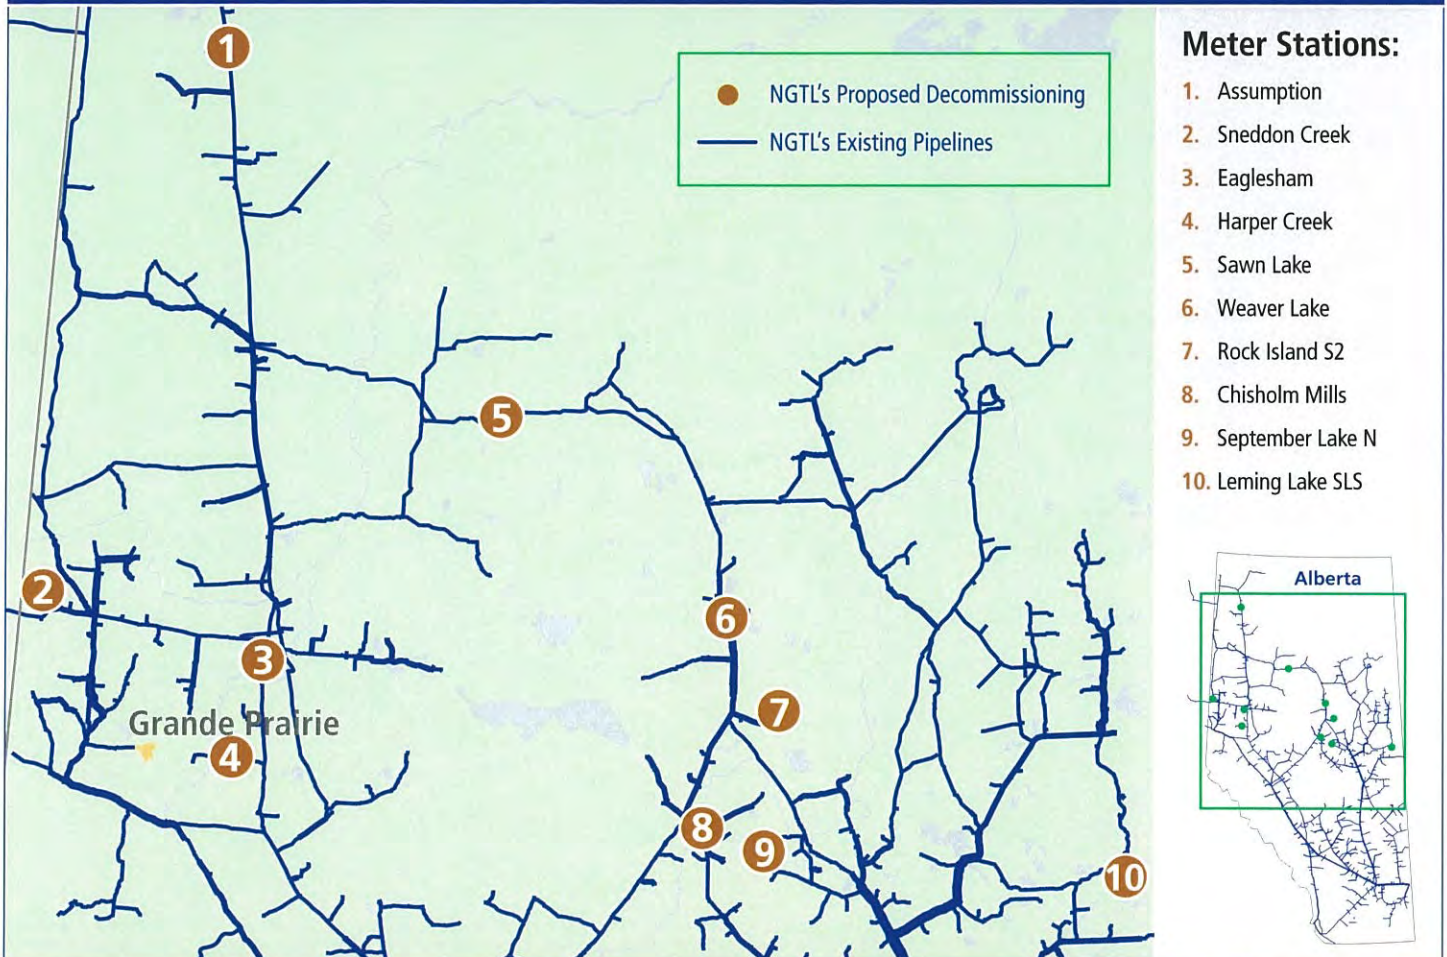 1
NGTL's Proposed Decommissioning
NGTL's Existing Pipelines
5
2
6
3
7
Grande Prairie
4
8
9
10
Meter Stations:
1. Assumption
2. Sneddon Creek
3. Eaglesham
4. Harper Creek
5. Sawn Lake
6. Weaver Lake
7. Rock Island S2
8. Chisholm Mills
9. September Lake N
10. Leming Lake SLS
Alberta